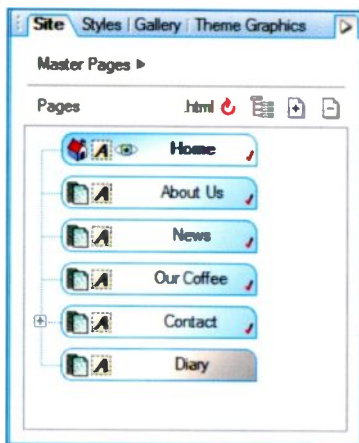 Site Styles | Gallery | Theme Graphics
Master Pages
Pages .html
Home
About Us
News
Our Coffee
Contact
Diary